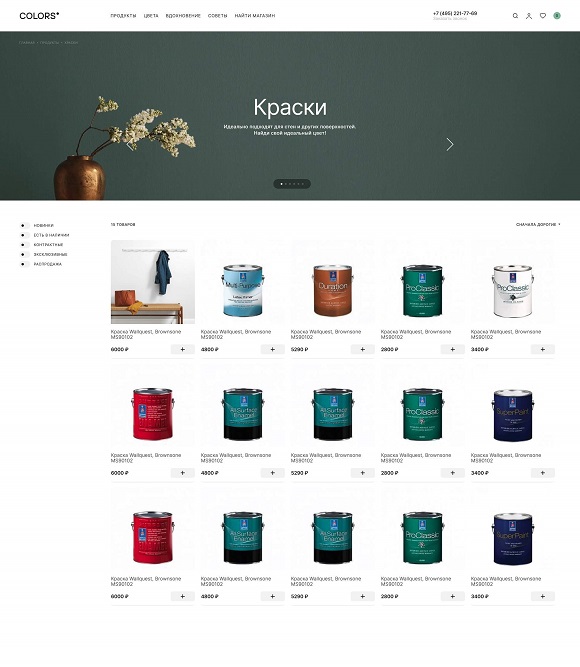 COLORS*
ПРОДУКТЫ ЦВЕТА ВДОХНОВЕНИЕ СОВЕТЫ НАЙТИ МАГАЗИН
+7 (495) 221-77-69
Заказать звонок
ГЛАВНАЯ ПРОДУКТЫ КРАСКИ
Краски
Идеально подходят для стен и других поверхностей.
Найди свой идеальный цвет!
НОВИНКИ
ЕСТЬ В НАЛИЧИИ
КОНТРАКТНЫЕ
ЭКСКЛЮЗИВНЫЕ
РАСПРОДАЖА
15 ТОВАРОВ
СНАЧАЛА ДОРОГИЕ
Multi-Purpose Duration ProClassic ProClassic
Краска Wallquest, Brownsone Краска Wallquest, Brownsone Краска Wallquest, Brownsone Краска Wallquest, Brownsone Краска Wallquest, Brownsone
MS90102 MS90102 MS90102 MS90102 MS90102
6000 ₽ + 4800 ₽ + 5290 ₽ + 2800 ₽ + 3400 ₽ +
All Surface Enamel All Surface Enamel ProClassic SuperPaint
Краска Wallquest, Brownsone Краска Wallquest, Brownsone Краска Wallquest, Brownsone Краска Wallquest, Brownsone Краска Wallquest, Brownsone
MS90102 MS90102 MS90102 MS90102 MS90102
6000 ₽ + 4800 ₽ + 5290 ₽ + 2800 ₽ + 3400 ₽ +
All Surface Enamel All Surface Enamel ProClassic SuperPaint
Краска Wallquest, Brownsone Краска Wallquest, Brownsone Краска Wallquest, Brownsone Краска Wallquest, Brownsone Краска Wallquest, Brownsone
MS90102 MS90102 MS90102 MS90102 MS90102
6000 ₽ + 4800 ₽ + 5290 ₽ + 2800 ₽ + 3400 ₽ +